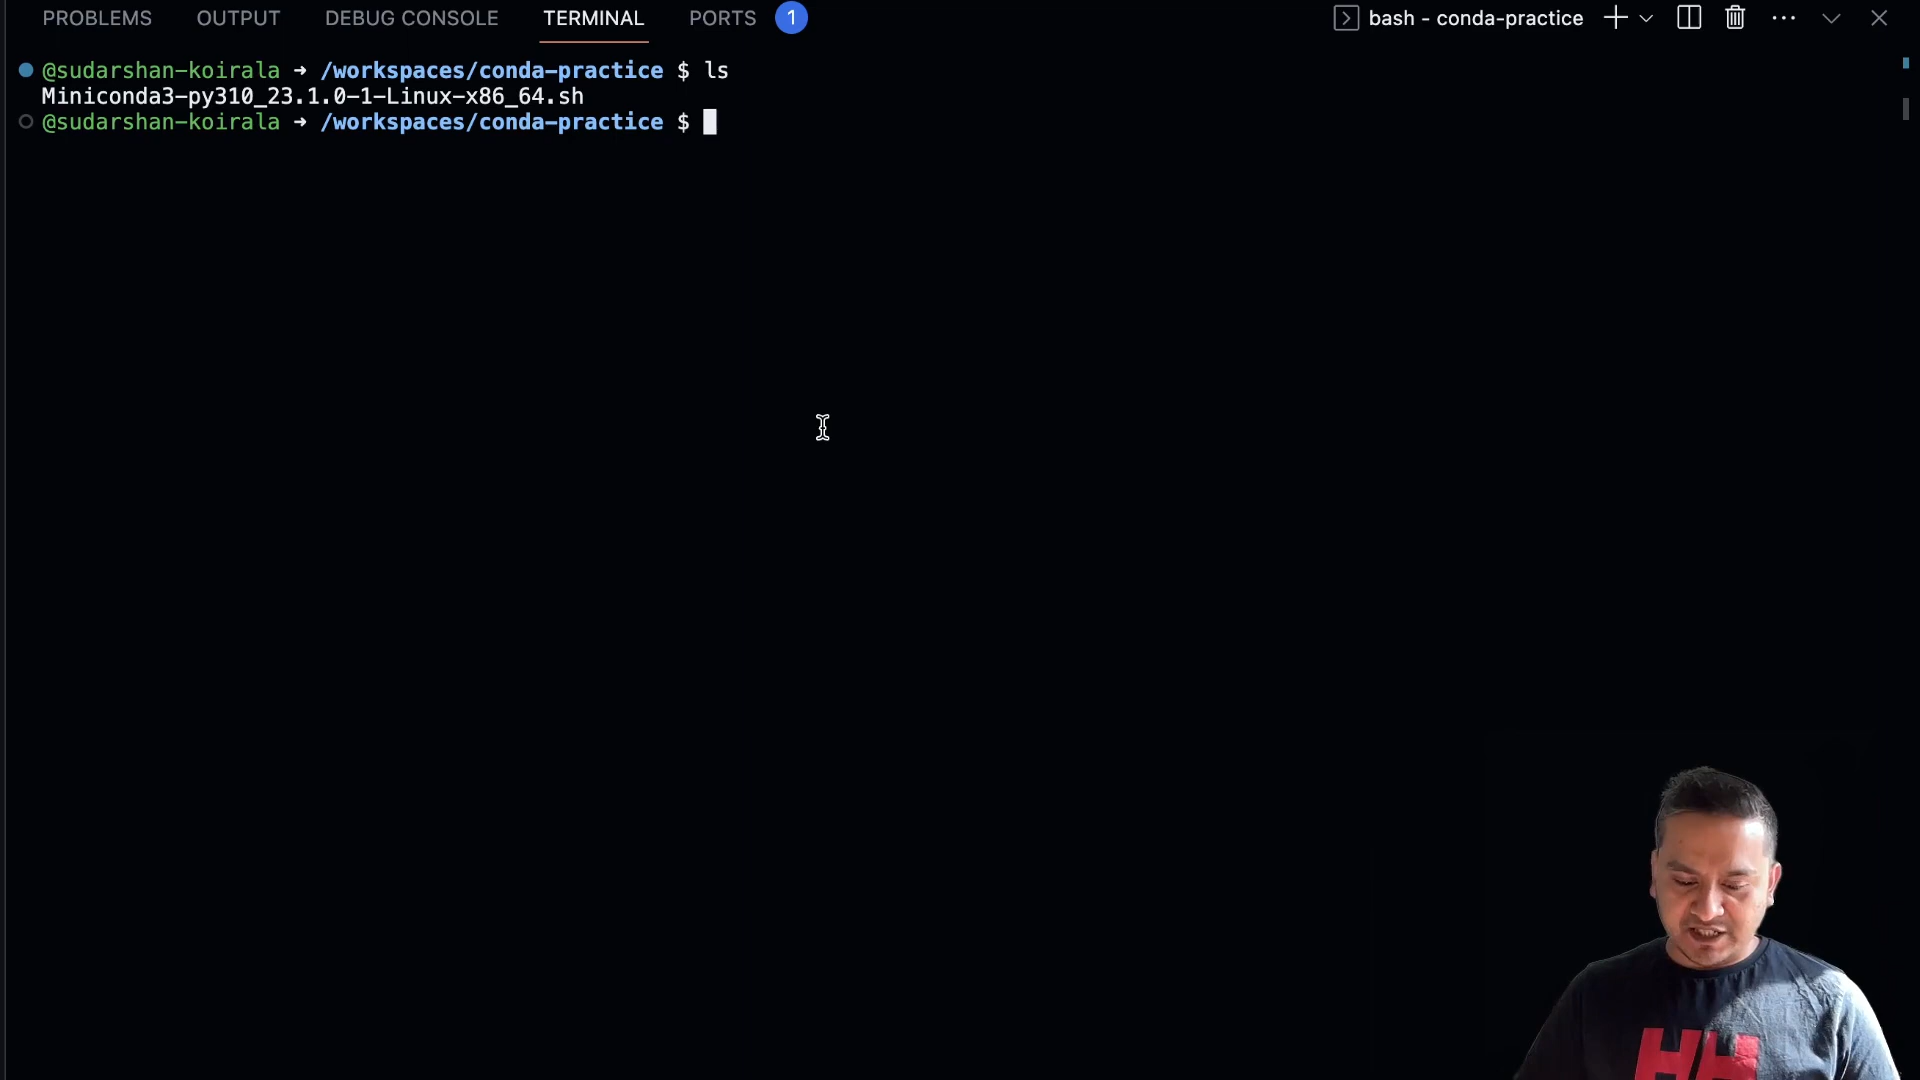 PROBLEMS OUTPUT DEBUG CONSOLE TERMINAL PORTS 1 bash - conda-practice
@sudarshan-koirala → /workspaces/conda-practice $ ls
Miniconda3-py310_23.1.0-1-Linux-x86_64.sh
@sudarshan-koirala → /workspaces/conda-practice $
HH